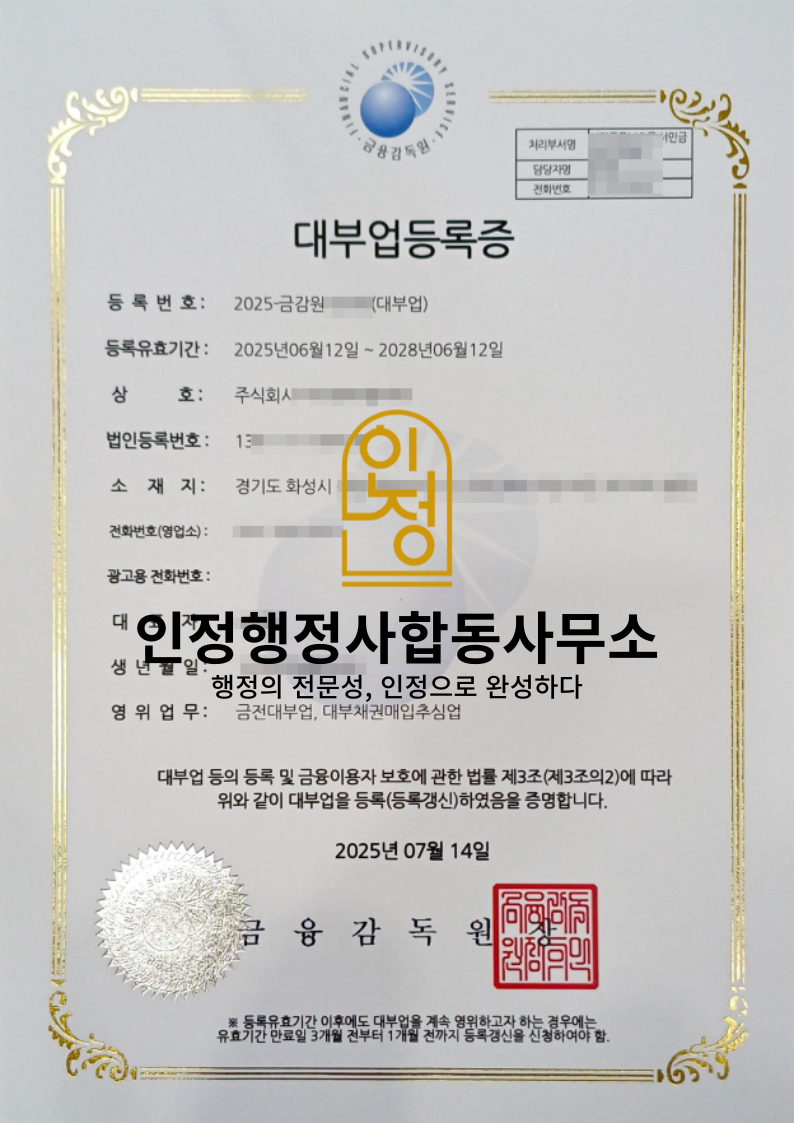 FINANCIAL SUPERVISORY SERVICE
금융감독원
처리부서명 서민금
담당자명
전화번호
대부업등록증
등 록 번 호 : 2025-금감원 (대부업)
등록유효기간 : 2025년06월12일 ~ 2028년06월12일
상 호 : 주식회사
법인등록번호 : 13
소 재 지 : 경기도 화성시
전화번호(영업소) :
광고용 전화번호 :
인정
대 표 자
인정행정사합동사무소
생 년 월 일 :
행정의 전문성, 인정으로 완성하다
영 위 업 무 : 금전대부업, 대부채권매입추심업
대부업 등의 등록 및 금융이용자 보호에 관한 법률 제3조(제3조의2)에 따라
위와 같이 대부업을 등록(등록갱신)하였음을 증명합니다.
2025년 07월 14일
금 융 감 독 원 장
※ 등록유효기간 이후에도 대부업을 계속 영위하고자 하는 경우에는
유효기간 만료일 3개월 전부터 1개월 전까지 등록갱신을 신청하여야 함.